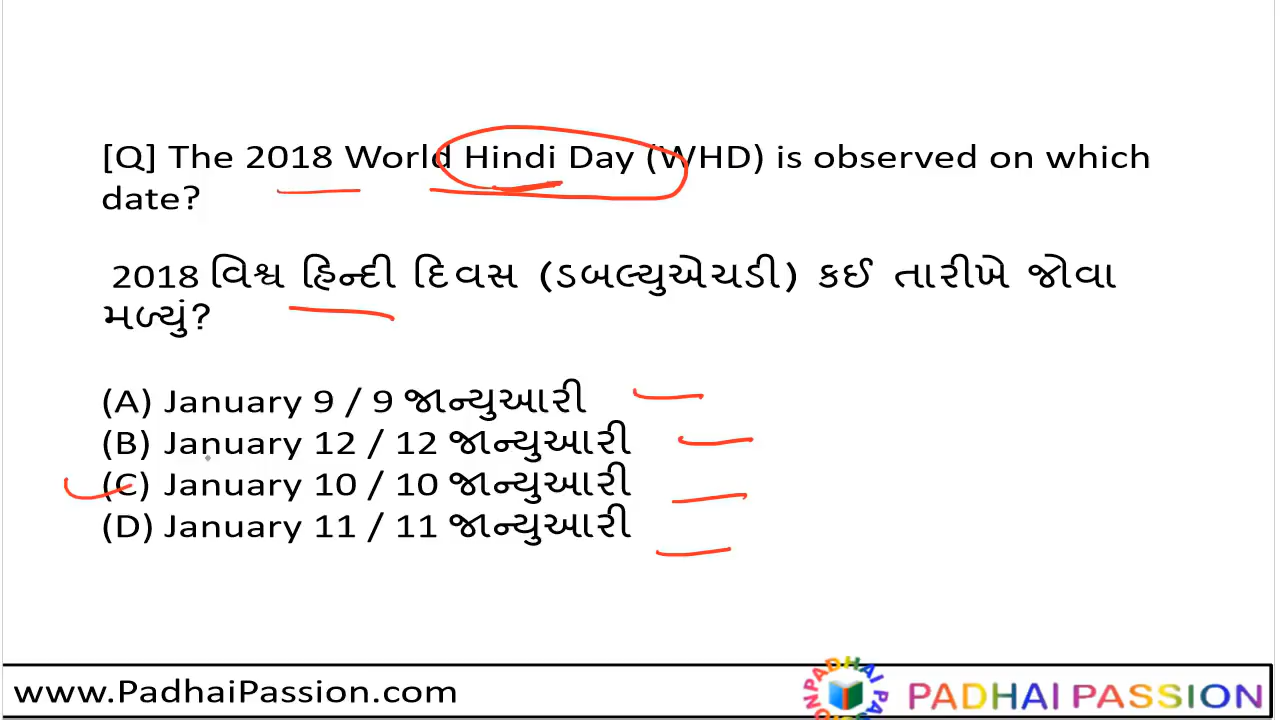 [Q] The 2018 World Hindi Day (WHD) is observed on which
date?
2018 વિશ્વ હિન્દી દિવસ (ડબલ્યુએચડી) કઈ તારીખે જોવા
મળ્યું?
(A) January 9 / 9 જાન્યુઆરી
(B) January 12 / 12 જાન્યુઆરી
(C) January 10 / 10 જાન્યુઆરી
(D) January 11 / 11 જાન્યુઆરી
www.PadhaiPassion.com
PADHAI PASSION